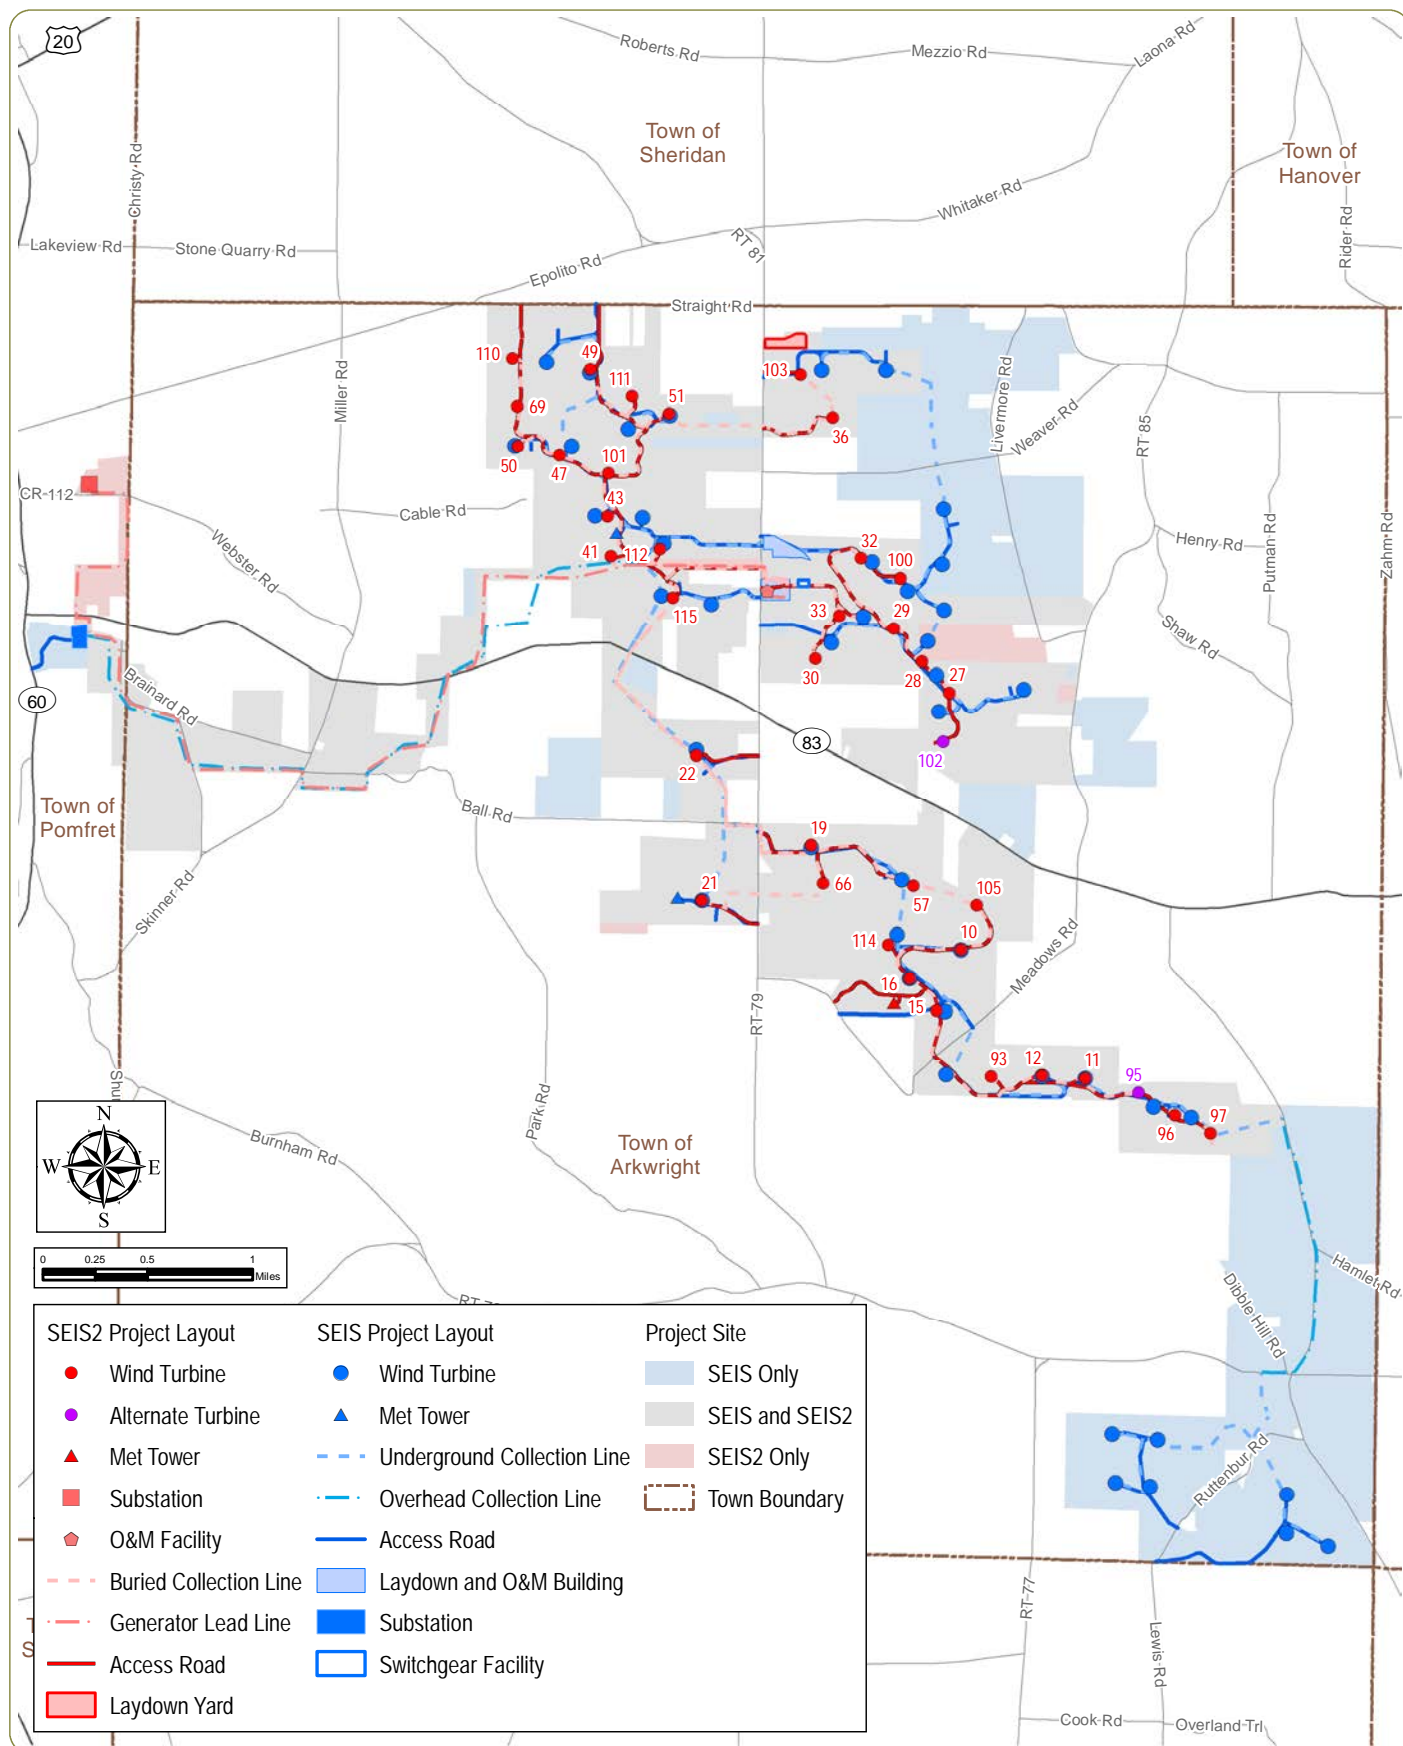 20
Roberts Rd
Mezzio Rd
Laona Rd
Town of
Sheridan
Town of
Hanover
Christy Rd
Whitaker Rd
Rider Rd
Lakeview Rd
Stone Quarry Rd
RT 81
Epolito Rd
Straight Rd
110
49
111
51
103
Miller Rd
69
36
Livermore Rd
Weaver Rd
RT 85
50
47
101
CR-112
43
Cable Rd
Webster Rd
41
112
32
100
Henry Rd
Putman Rd
Zahm Rd
115
33
29
Shaw Rd
30
28
27
Brainard Rd
60
83
22
102
Town of
Pomfret
Ball Rd
19
66
57
105
21
Skinner Rd
114
10
Meadows Rd
16
15
RT-79
93
12
11
95
96
97
Shu
Park Rd
Burnham Rd
Town of
Arkwright
N
W
E
S
0
0.25
0.5
1
Miles
Hamlet Rd
Dibble Hill Rd
RT-7
Ruttenbur Rd
RT-77
Lewis Rd
Cook Rd
Overland Trl
T
S
SEIS2 Project Layout
Wind Turbine
Alternate Turbine
Met Tower
Substation
O&M Facility
Buried Collection Line
Generator Lead Line
Access Road
Laydown Yard
SEIS Project Layout
Wind Turbine
Met Tower
Underground Collection Line
Overhead Collection Line
Access Road
Laydown and O&M Building
Substation
Switchgear Facility
Project Site
SEIS Only
SEIS and SEIS2
SEIS2 Only
Town Boundary